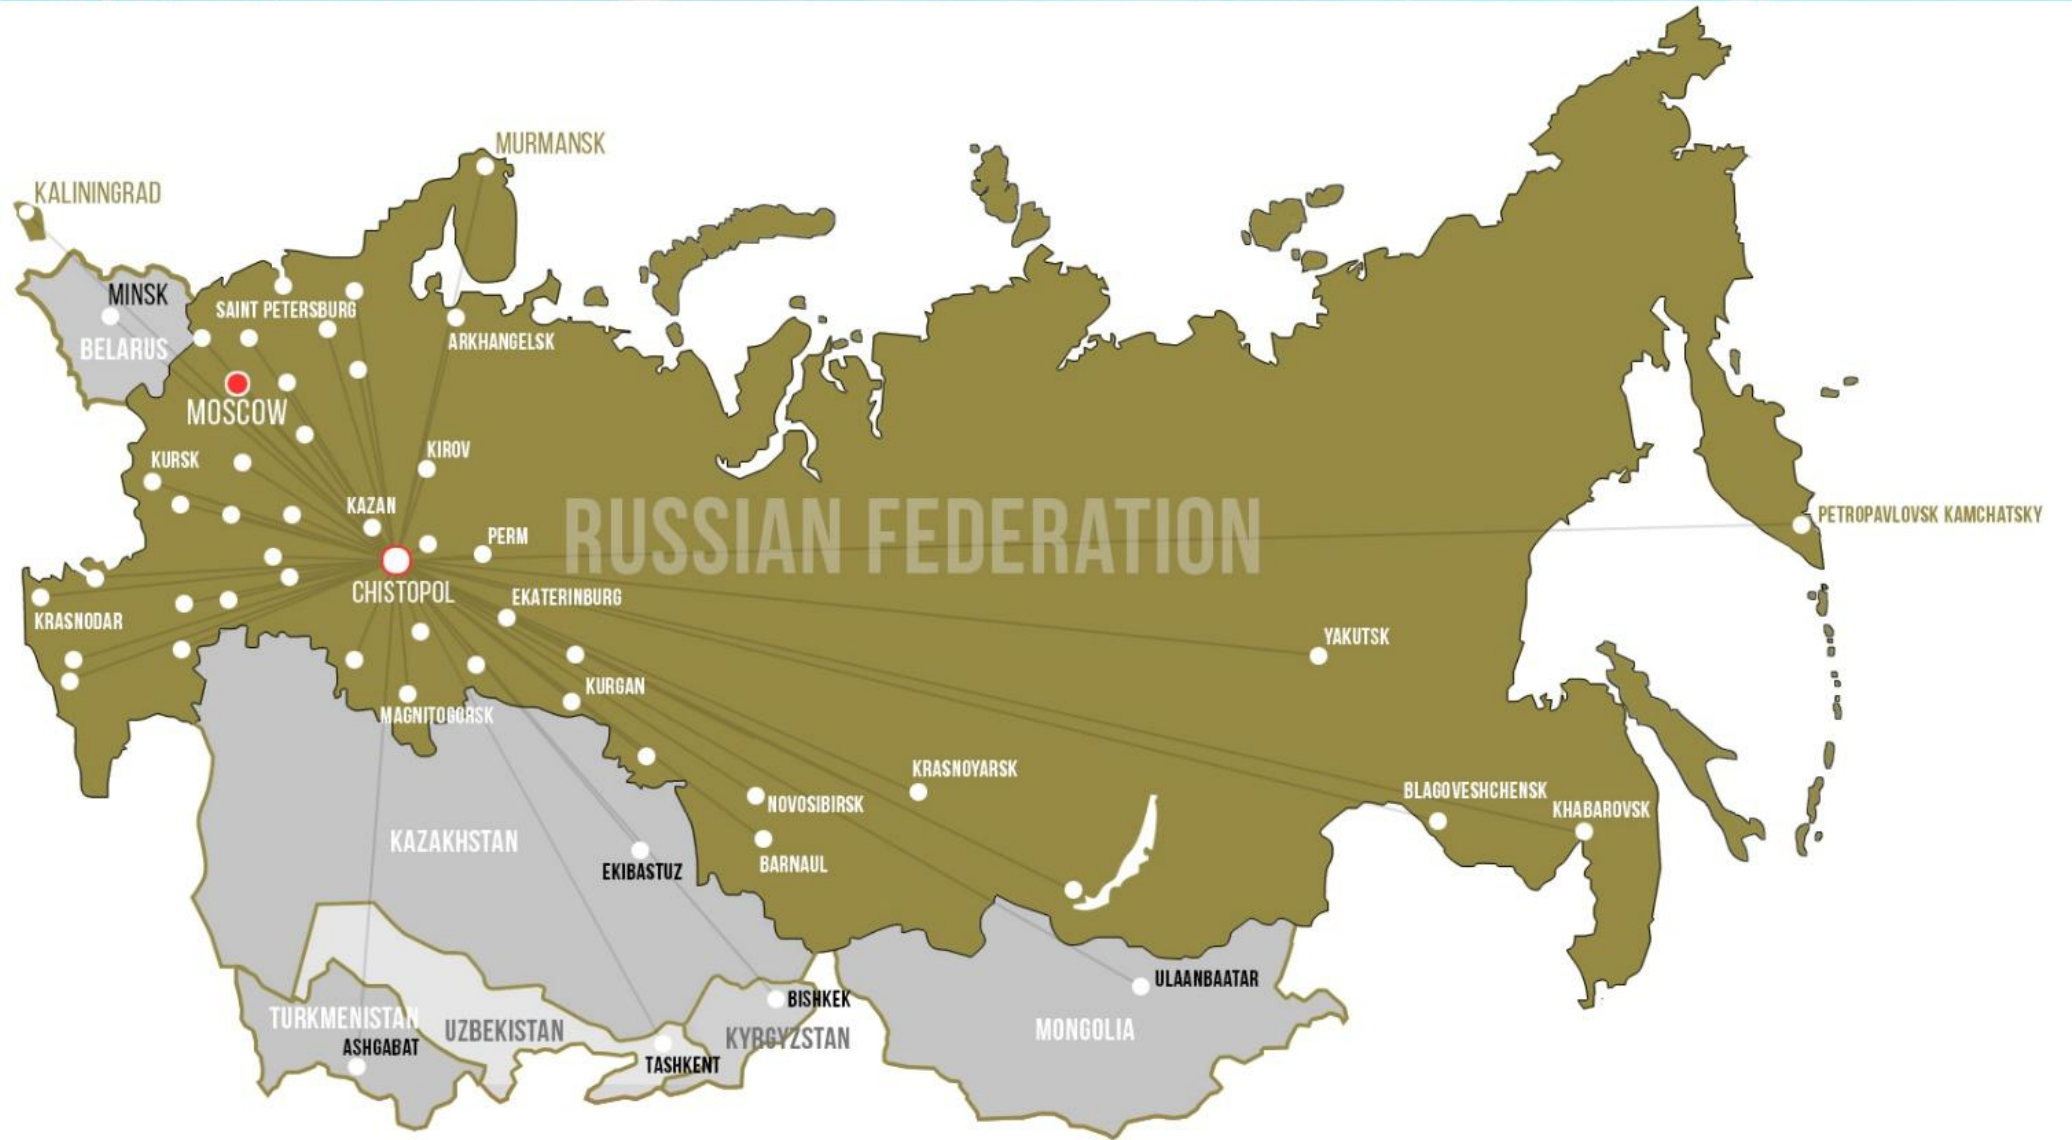 MURMANSK
KALININGRAD
MINSK
SAINT PETERSBURG
ARKHANGELSK
BELARUS
MOSCOW
KIROV
KURSK
KAZAN
RUSSIAN FEDERATION
PETROPAVLOVSK KAMCHATSKY
PERM
CHISTOPOL
EKATERINBURG
KRASNODAR
YAKUTSK
KURGAN
MAGNITOGORSK
KRASNOYARSK
BLAGOVESHCHENSK
NOVOSIBIRSK
KHABAROVSK
KAZAKHSTAN
BARNAUL
EKIBASTUZ
ULAANBAATAR
BISHKEK
TURKMENISTAN
UZBEKISTAN
KYRGYZSTAN
MONGOLIA
ASHGABAT
TASHKENT